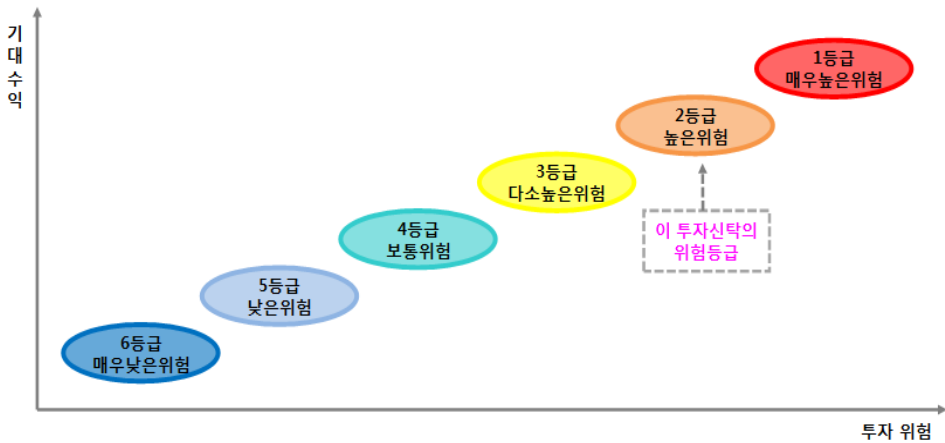 기
대
수
익
1등급
매우높은위험
2등급
높은위험
3등급
다소높은위험
이 투자신탁의
위험등급
4등급
보통위험
5등급
낮은위험
6등급
매우낮은위험
투자 위험